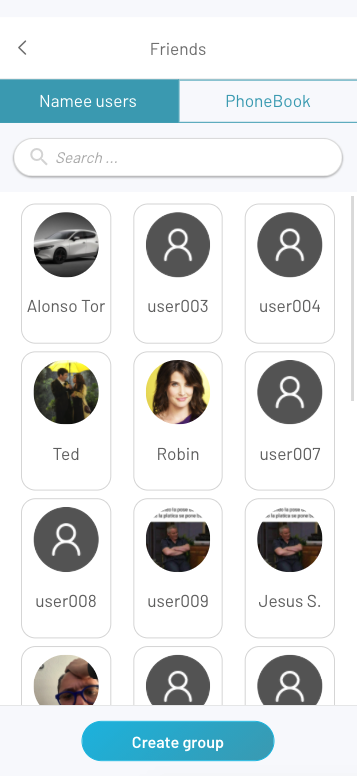 Friends
Namee users
PhoneBook
Search ...
Alonso Tor
user003
user004
Ted
Robin
user007
user008
user009
Jesus S.
Create group